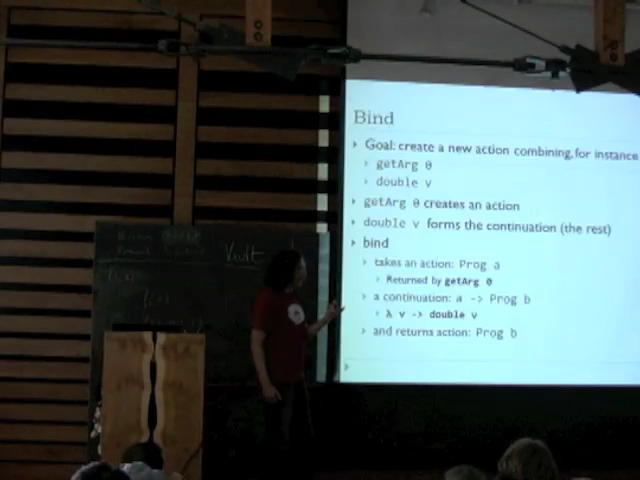 Bind
Goal: create a new action combining, for instance
getArg 0
double v
getArg 0 creates an action
double v forms the continuation (the rest)
bind
takes an action: Prog a
Returned by getArg 0
a continuation: a -> Prog b
λ v -> double v
and returns action: Prog b
Vault